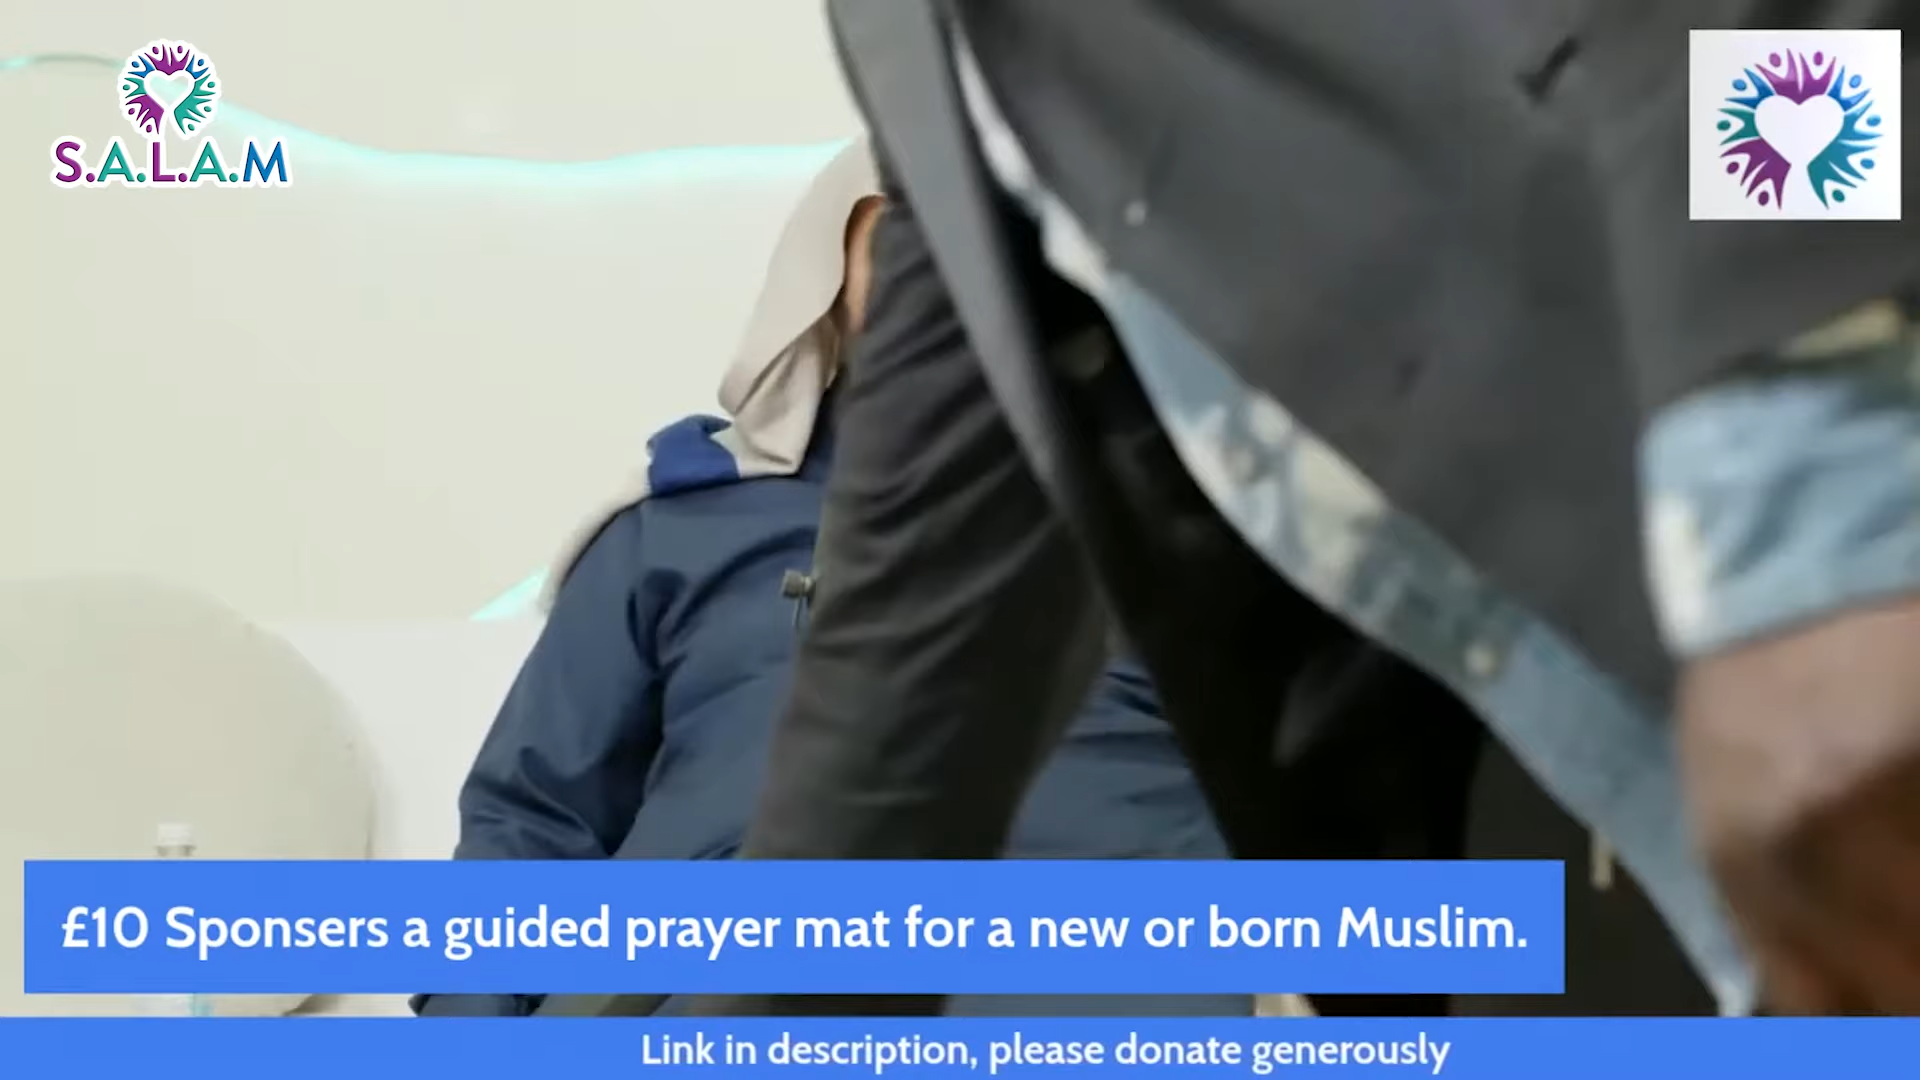 S.A.L.A.M
£10 Sponsers a guided prayer mat for a new or born Muslim.
Link in description, please donate generously